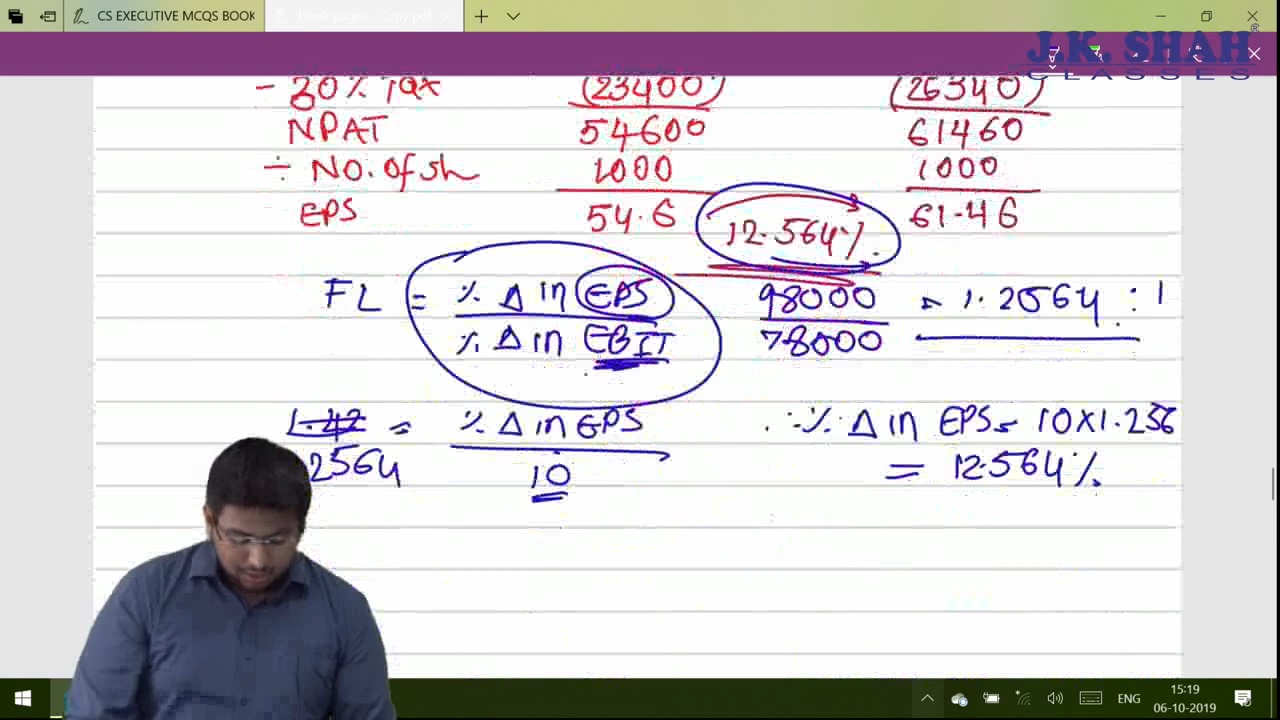 CS EXECUTIVE MCQS BOOK
J.K. SHAH®
CLASSES
- 30% Tax (23400) (26340)
NPAT 54600 61460
÷ NO. of sh 1000 1000
EPS 54.6 12.564% 61.46
FL = % Δ in EPS 98000 = 1.2564 : 1
% Δ in EBIT 78000
1.42 = % Δ in EPS ∴ % Δ in EPS = 10 X 1.256
2564 10 = 12.564%
ENG
15:19
06-10-2019